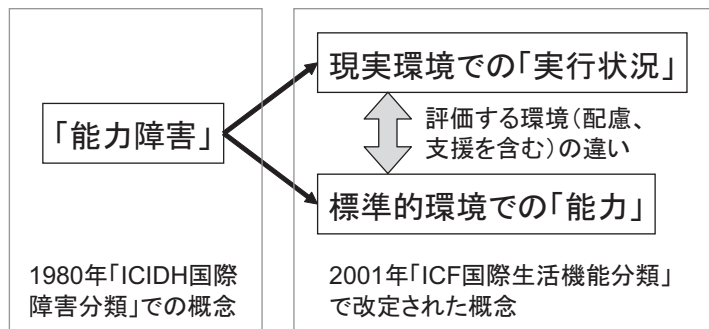 「能力障害」
1980年「ICIDH国際
障害分類」での概念
現実環境での「実行状況」
評価する環境(配慮、
支援を含む)の違い
標準的環境での「能力」
2001年「ICF国際生活機能分類」
で改定された概念